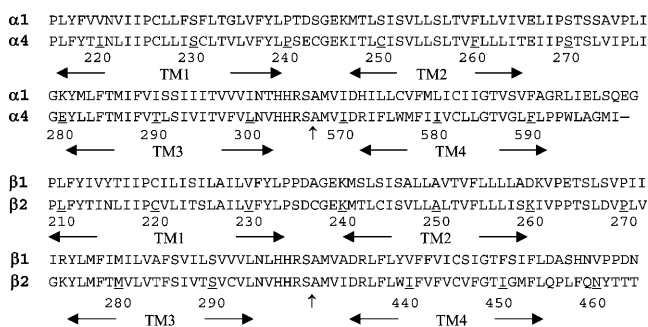 α1 PLYFVVNVIIPCLLFSFLTGLVFYLPTDSGEKMTLSISVLLSLTVFLLVIVELIPSTSSAVPLI
α4 PLFYTINLIIPCLLISCLTVLVFYLPSECGEKITLCISVLLSLTVFLLLITEIIPSTSLVIPLI
220 230 240 250 260 270
TM1 TM2
α1 GKYMLFTMIFVISSIIITVVVINTHHRSAMVIDHILLCVFMLICIIGTVSVFAGRLIELSQEG
α4 GEYLLFTMIFVTLSIVITVFVLNVHHRSAMVIDRIFLWMFIIVCLLGTVGLFLPPWLAGMI−
280 290 300 ↑ 570 580 590
TM3 TM4
β1 PLFYIVYTIIPCILISILAILVFYLPPDAGEKMSLSISALLAVTVFLLLLADKVPETSLSVPII
β2 PLFYTINLIIPCVLITSLAILVFYLPSDCGEKMTLCISVLLALTVFLLLISKIVPPTSLDVPLV
210 220 230 240 250 260 270
TM1 TM2
β1 IRYLMFIMILVAFSVILSVVVLNLHHRSAMVADRLFLYVFFVICSIGTFSIFLDASHNVPPDN
β2 GKYLMFTMVLVTFSIVTSVCVLNVHHRSAMVIDRLFLWIFVFVCVFGTIGMFLQPLFQNYTTT
280 290 ↑ 440 450 460
TM3 TM4